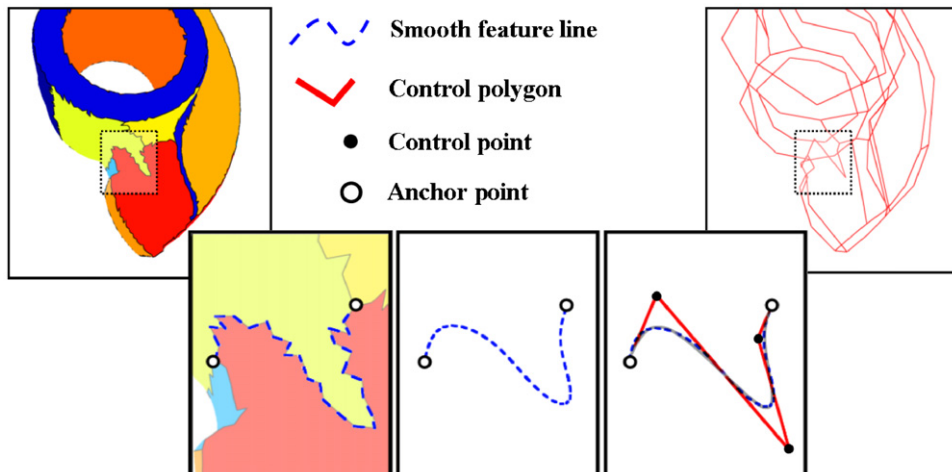 Smooth feature line
Control polygon
Control point
Anchor point